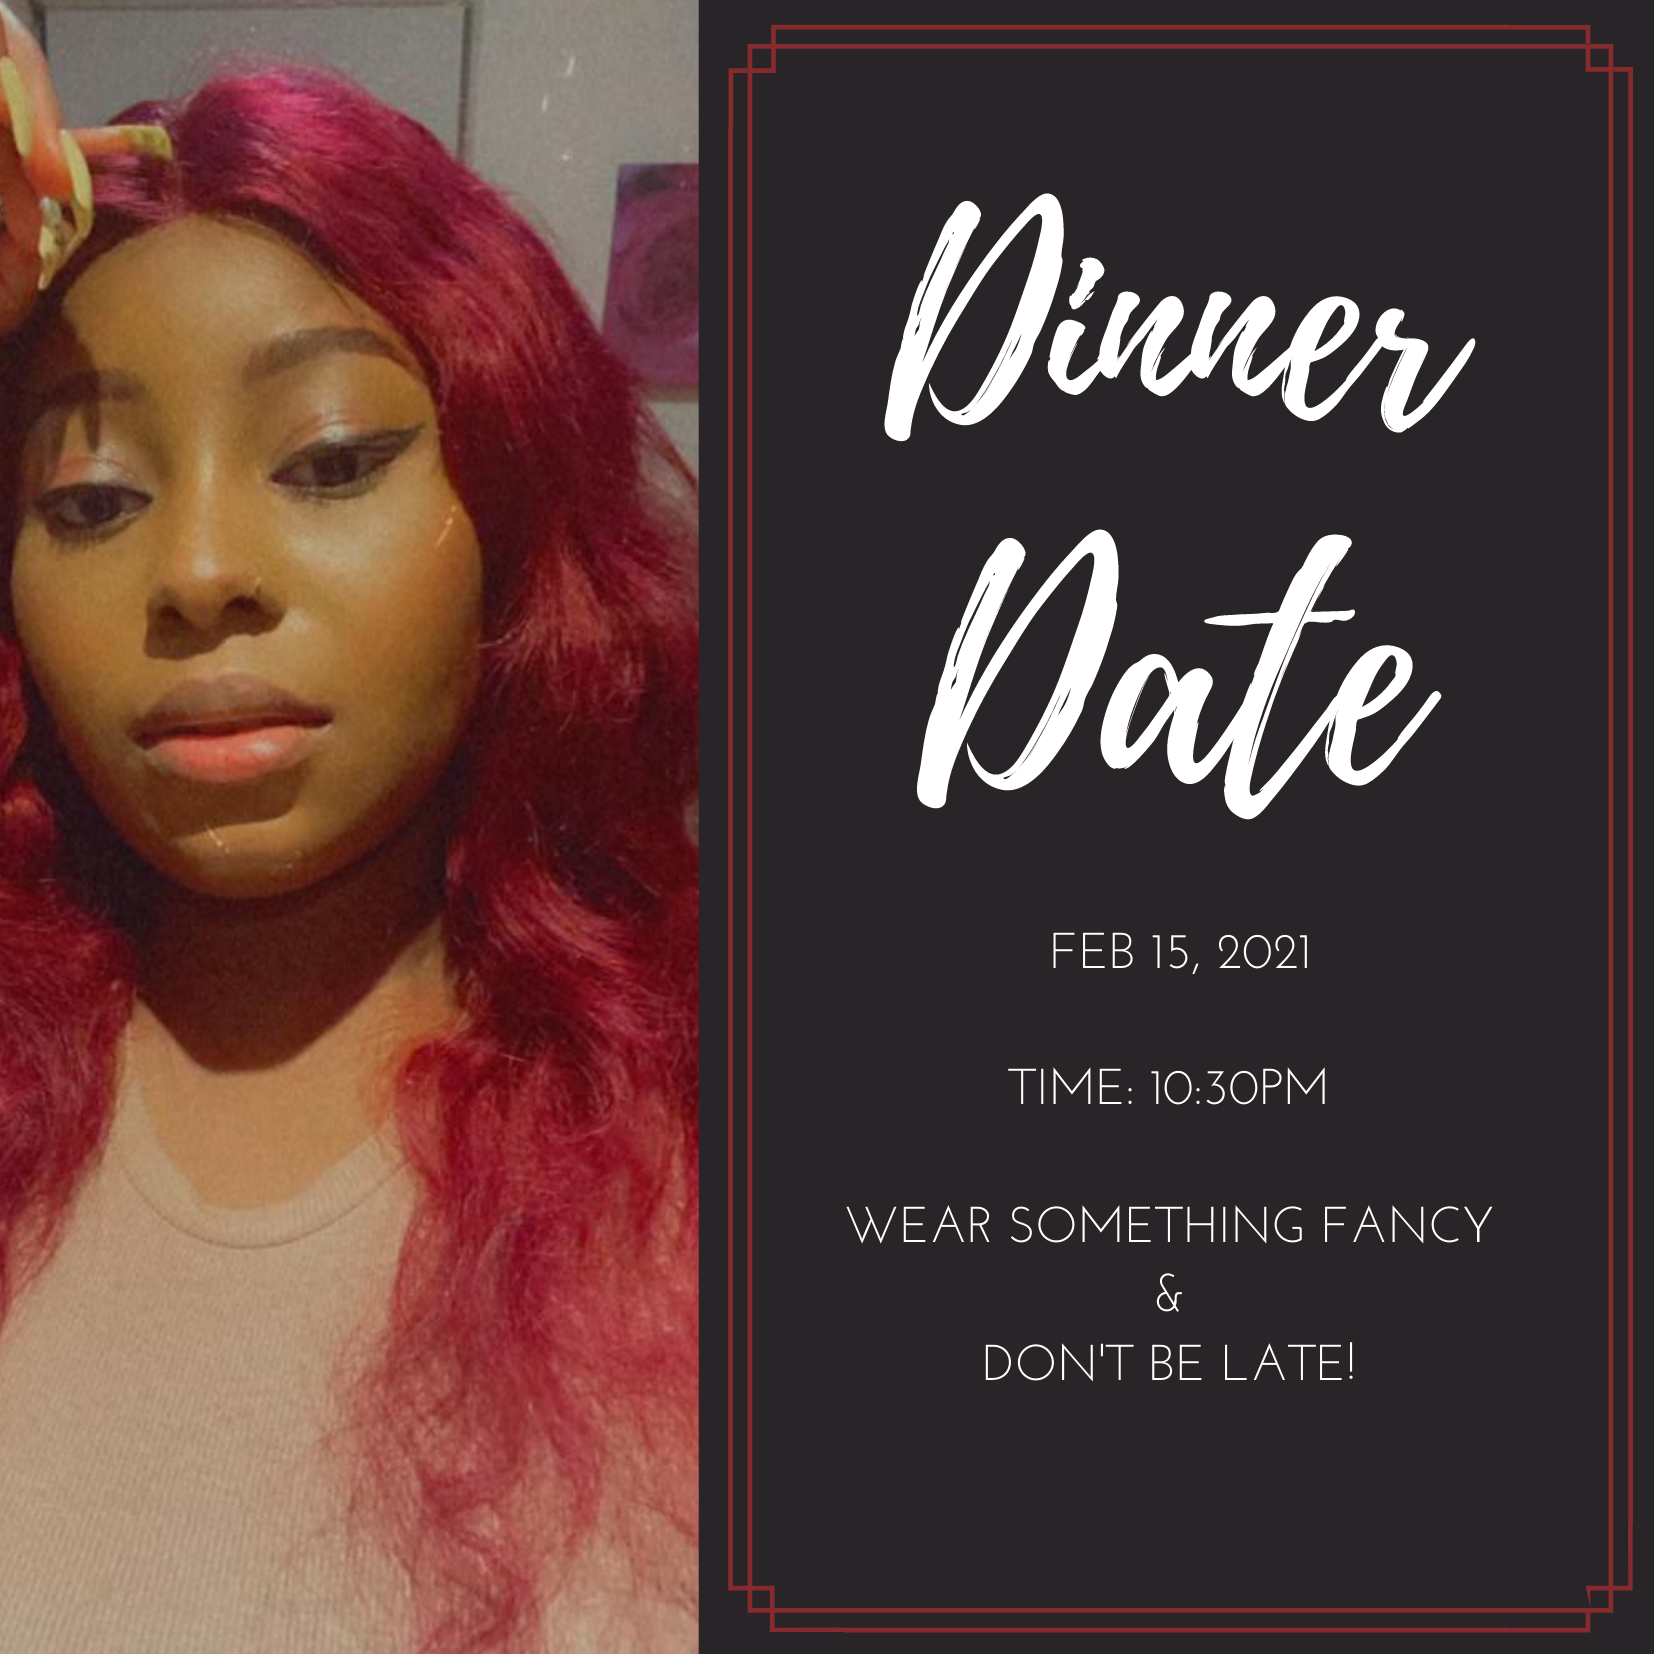 Dinner
Date
FEB 15, 2021
TIME: 10:30PM
WEAR SOMETHING FANCY
&
DON'T BE LATE!